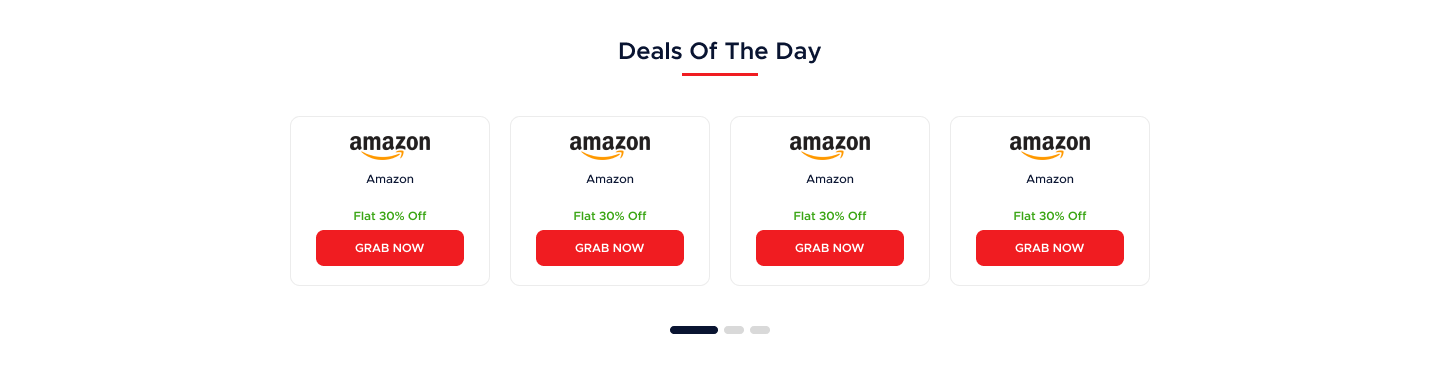 Deals Of The Day
amazon amazon amazon amazon
Amazon Amazon Amazon Amazon
Flat 30% Off Flat 30% Off Flat 30% Off Flat 30% Off
GRAB NOW GRAB NOW GRAB NOW GRAB NOW